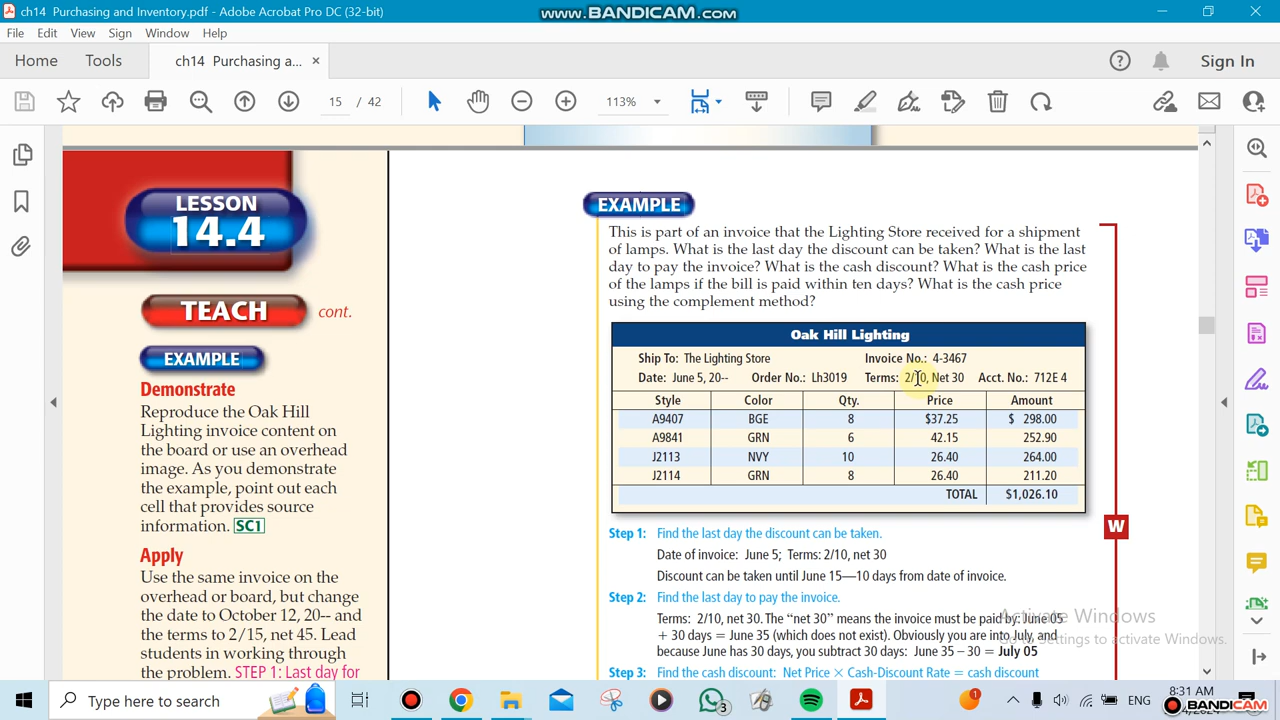 ch14 Purchasing and Inventory.pdf - Adobe Acrobat Pro DC (32-bit)
www.BANDICAM.com
File Edit View Sign Window Help
Home Tools ch14 Purchasing a... × Sign In
15 / 42 113%
LESSON
14.4
TEACH cont.
EXAMPLE
Demonstrate
Reproduce the Oak Hill
Lighting invoice content on
the board or use an overhead
image. As you demonstrate
the example, point out each
cell that provides source
information. SC1
Apply
Use the same invoice on the
overhead or board, but change
the date to October 12, 20-- and
the terms to 2/15, net 45. Lead
students in working through
the problem. STEP 1: Last day for
EXAMPLE
This is part of an invoice that the Lighting Store received for a shipment
of lamps. What is the last day the discount can be taken? What is the last
day to pay the invoice? What is the cash discount? What is the cash price
of the lamps if the bill is paid within ten days? What is the cash price
using the complement method?
Oak Hill Lighting
Ship To: The Lighting Store Invoice No.: 4-3467
Date: June 5, 20-- Order No.: Lh3019 Terms: 2/10, Net 30 Acct. No.: 712E 4
Style Color Qty. Price Amount
A9407 BGE 8 $37.25 $ 298.00
A9841 GRN 6 42.15 252.90
J2113 NVY 10 26.40 264.00
J2114 GRN 8 26.40 211.20
TOTAL $1,026.10
Step 1: Find the last day the discount can be taken.
Date of invoice: June 5; Terms: 2/10, net 30
Discount can be taken until June 15—10 days from date of invoice.
Step 2: Find the last day to pay the invoice.
Terms: 2/10, net 30. The “net 30” means the invoice must be paid by: June 05
+ 30 days = June 35 (which does not exist). Obviously you are into July, and
because June has 30 days, you subtract 30 days: June 35 – 30 = July 05
Step 3: Find the cash discount: Net Price × Cash-Discount Rate = cash discount
W
Activate Windows
Go to Settings to activate Windows.
Type here to search
3
1
ENG
8:31 AM
BANDICAM